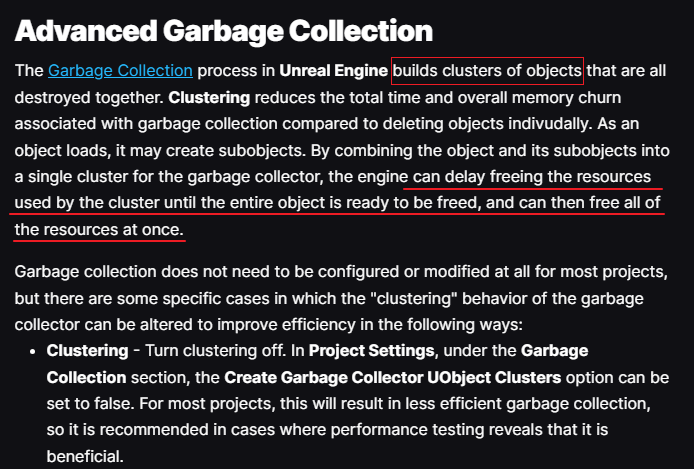 Advanced Garbage Collection
The Garbage Collection process in Unreal Engine builds clusters of objects that are all
destroyed together. Clustering reduces the total time and overall memory churn
associated with garbage collection compared to deleting objects indivudally. As an
object loads, it may create subobjects. By combining the object and its subobjects into
a single cluster for the garbage collector, the engine can delay freeing the resources
used by the cluster until the entire object is ready to be freed, and can then free all of
the resources at once.
Garbage collection does not need to be configured or modified at all for most projects,
but there are some specific cases in which the "clustering" behavior of the garbage
collector can be altered to improve efficiency in the following ways:
• Clustering - Turn clustering off. In Project Settings, under the Garbage
Collection section, the Create Garbage Collector UObject Clusters option can be
set to false. For most projects, this will result in less efficient garbage collection,
so it is recommended in cases where performance testing reveals that it is
beneficial.